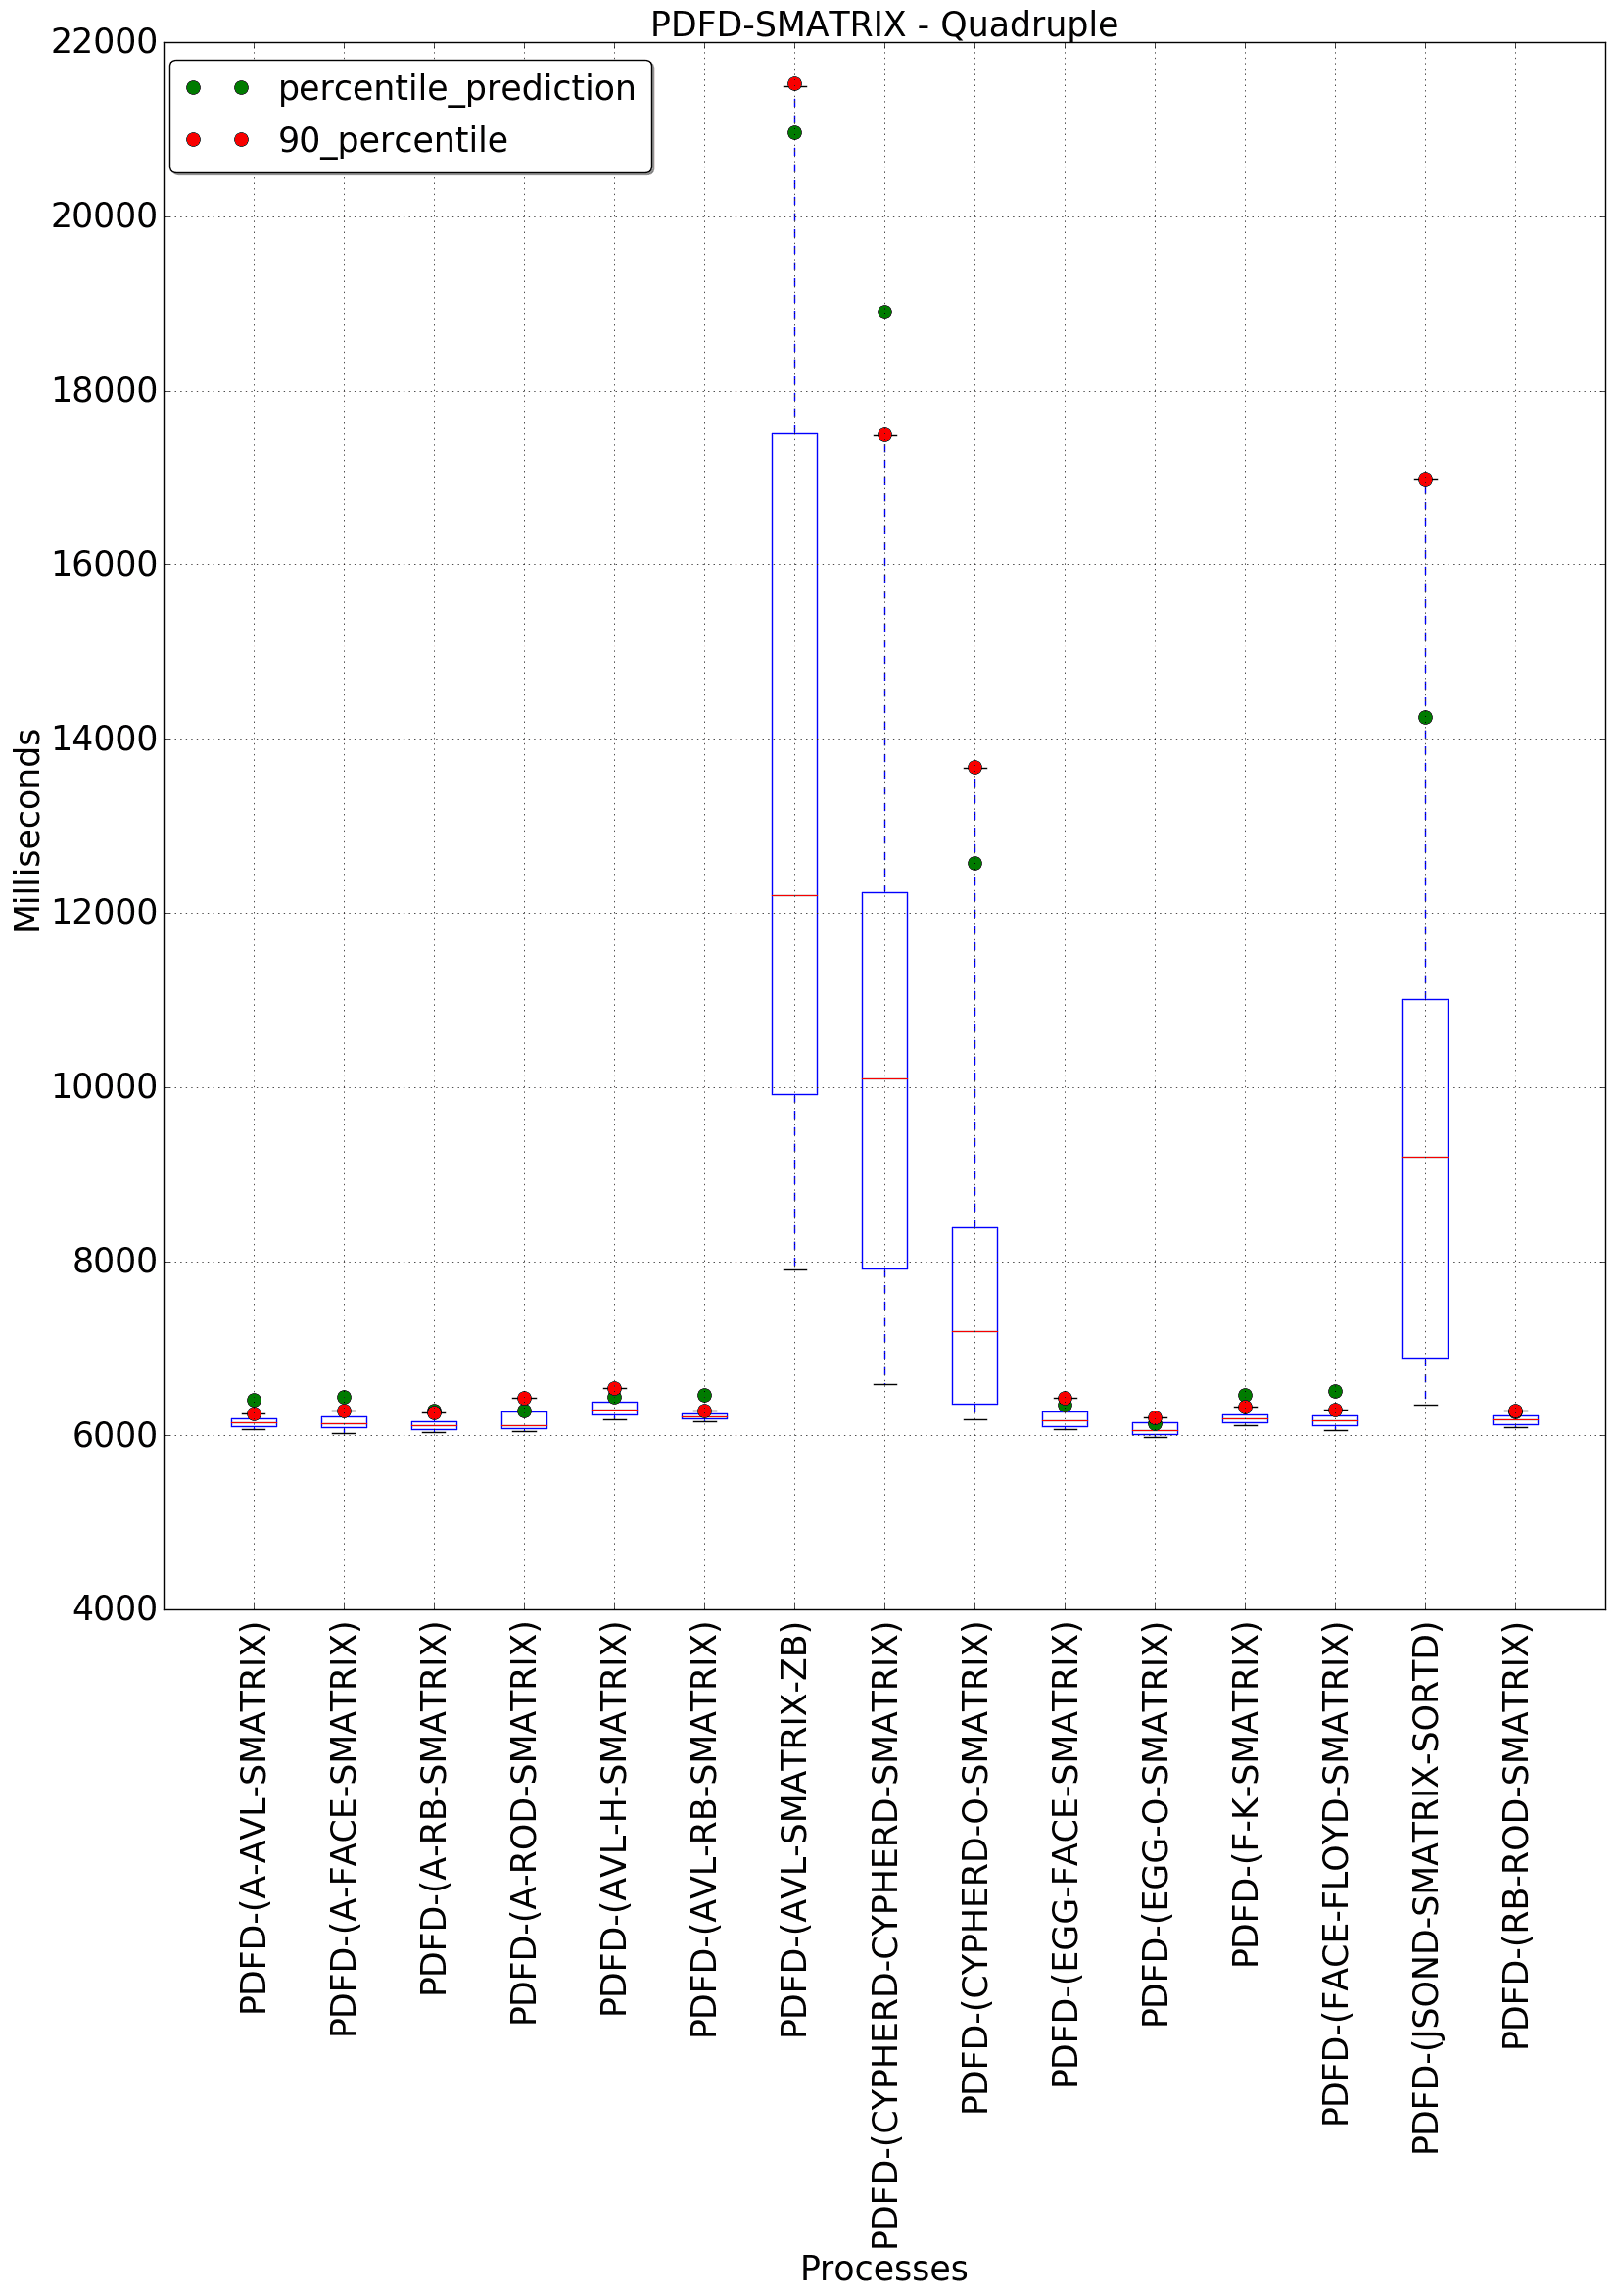 PDFD-SMATRIX - Quadruple
percentile_prediction
90_percentile
22000
20000
18000
16000
14000
12000
10000
8000
6000
4000
Milliseconds
PDFD-(A-AVL-SMATRIX)
PDFD-(A-FACE-SMATRIX)
PDFD-(A-RB-SMATRIX)
PDFD-(A-ROD-SMATRIX)
PDFD-(AVL-H-SMATRIX)
PDFD-(AVL-RB-SMATRIX)
PDFD-(AVL-SMATRIX-ZB)
PDFD-(CYPHERD-CYPHERD-SMATRIX)
PDFD-(CYPHERD-O-SMATRIX)
PDFD-(EGG-FACE-SMATRIX)
PDFD-(EGG-O-SMATRIX)
PDFD-(F-K-SMATRIX)
PDFD-(FACE-FLOYD-SMATRIX)
PDFD-(JSOND-SMATRIX-SORTD)
PDFD-(RB-ROD-SMATRIX)
Processes